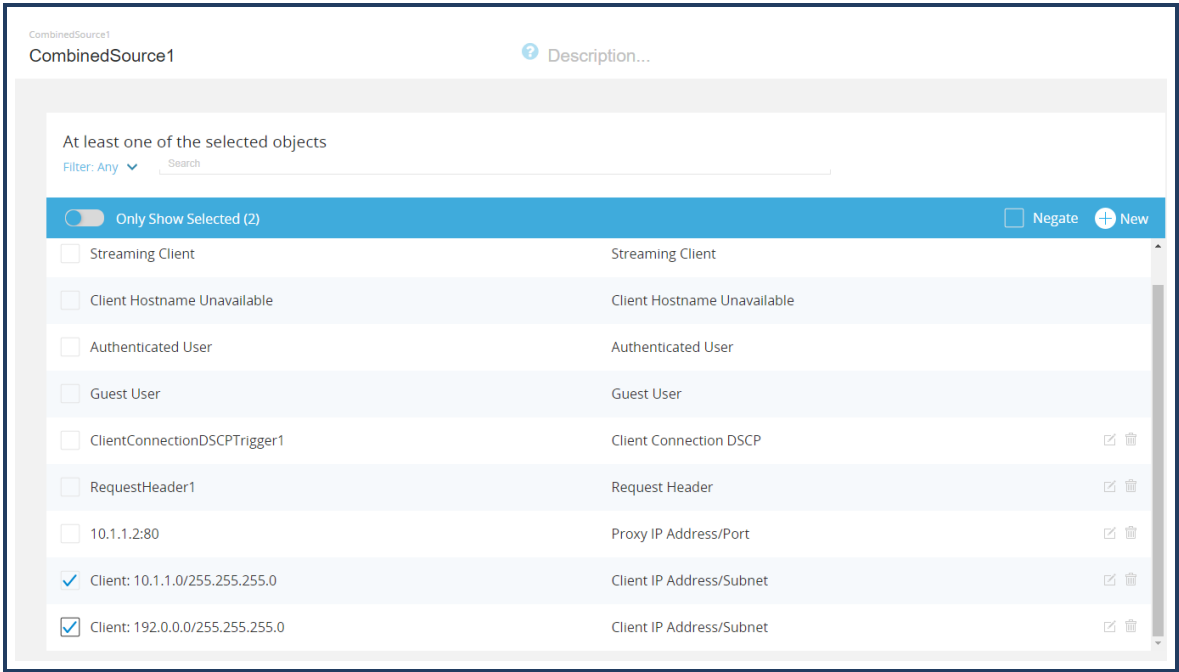 CombinedSource1
CombinedSource1
? Description...
At least one of the selected objects
Filter: Any Search
Only Show Selected (2) Negate New
Streaming Client Streaming Client
Client Hostname Unavailable Client Hostname Unavailable
Authenticated User Authenticated User
Guest User Guest User
ClientConnectionDSCPTrigger1 Client Connection DSCP
RequestHeader1 Request Header
10.1.1.2:80 Proxy IP Address/Port
Client: 10.1.1.0/255.255.255.0 Client IP Address/Subnet
Client: 192.0.0.0/255.255.255.0 Client IP Address/Subnet